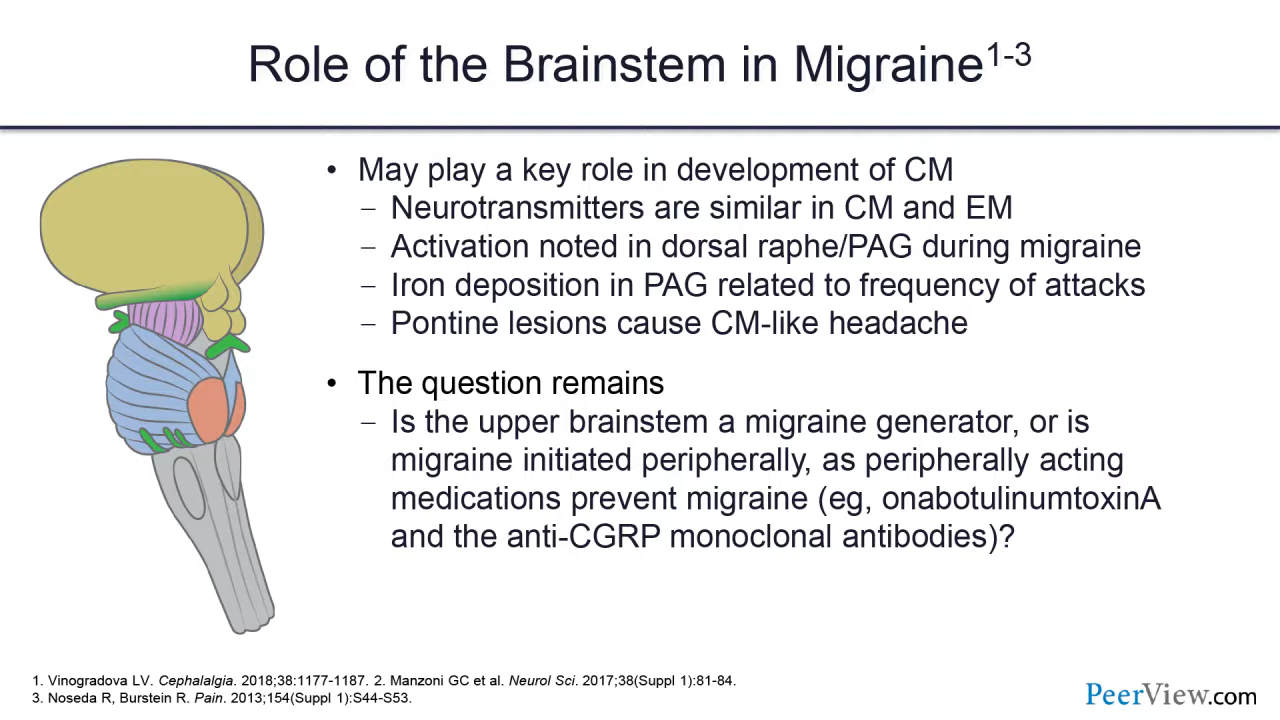 Role of the Brainstem in Migraine1-3
• May play a key role in development of CM
– Neurotransmitters are similar in CM and EM
– Activation noted in dorsal raphe/PAG during migraine
– Iron deposition in PAG related to frequency of attacks
– Pontine lesions cause CM-like headache
• The question remains
– Is the upper brainstem a migraine generator, or is
migraine initiated peripherally, as peripherally acting
medications prevent migraine (eg, onabotulinumtoxinA
and the anti-CGRP monoclonal antibodies)?
1. Vinogradova LV. Cephalalgia. 2018;38:1177-1187. 2. Manzoni GC et al. Neurol Sci. 2017;38(Suppl 1):81-84.
3. Noseda R, Burstein R. Pain. 2013;154(Suppl 1):S44-S53.
PeerView.com